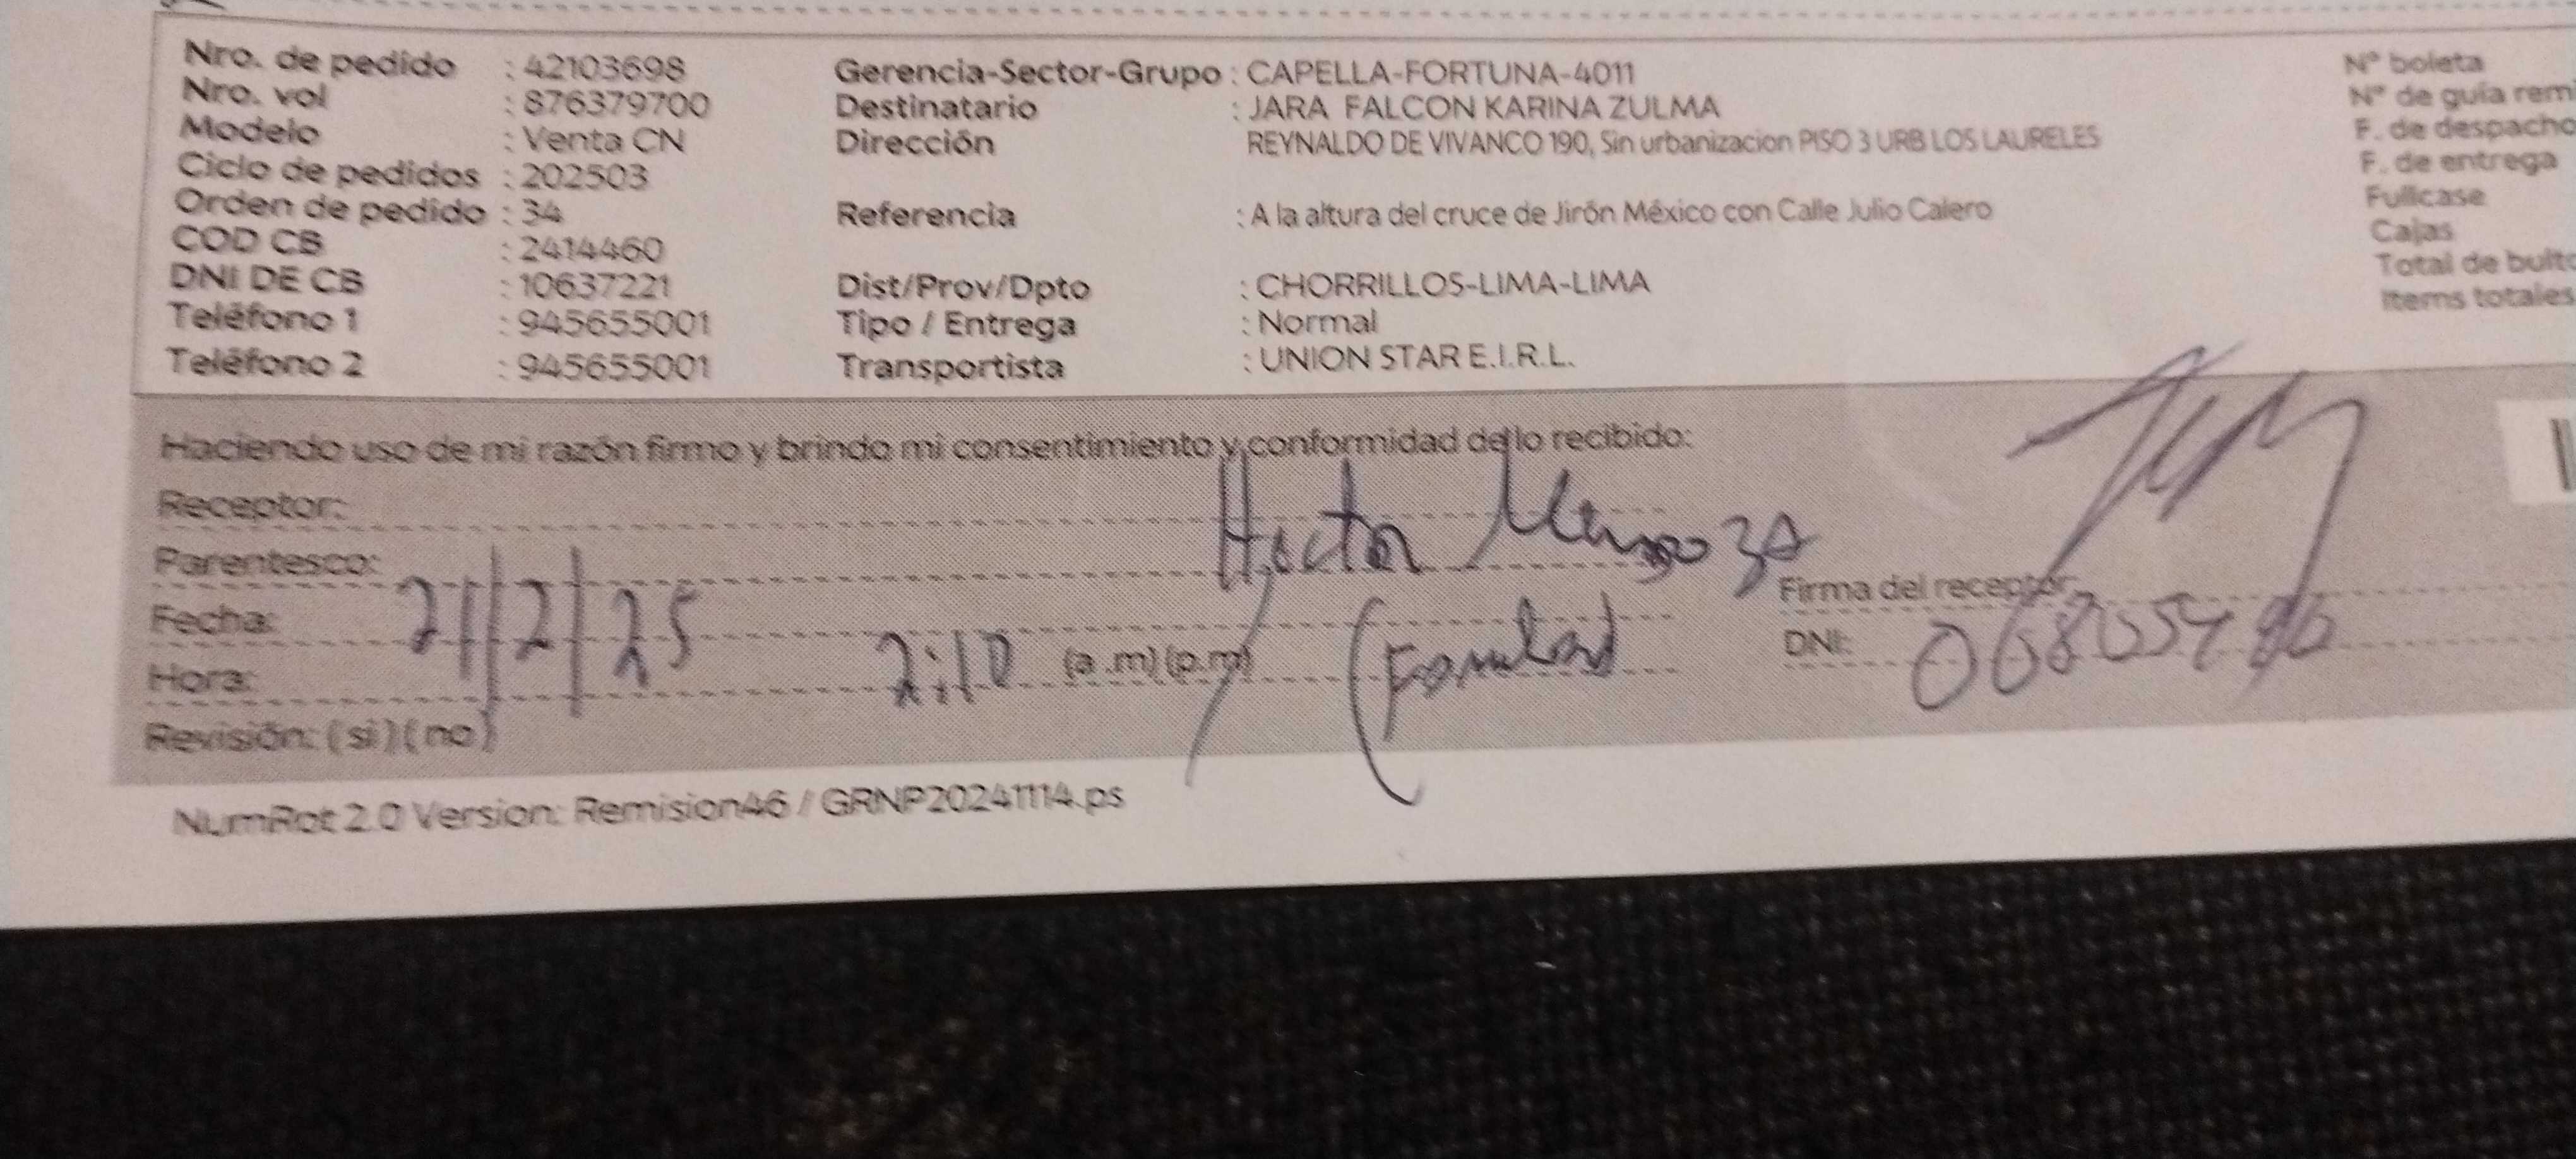 Nro. de pedido : 42103698 Gerencia-Sector-Grupo : CAPELLA-FORTUNA-4011 N° boleta
Nro. vol : 876379700 Destinatario : JARA FALCON KARINA ZULMA N° de guía rem
Modelo : Venta CN Dirección REYNALDO DE VIVANCO 190, Sin urbanizacion PISO 3 URB LOS LAURELES F. de despacho
Ciclo de pedidos : 202503 F. de entrega
Orden de pedido : 34 Referencia : A la altura del cruce de Jirón México con Calle Julio Calero Fullcase
COD CB : 2414460 Cajas
DNI DE CB : 10637221 Dist/Prov/Dpto : CHORRILLOS-LIMA-LIMA Total de bulto
Teléfono 1 : 945655001 Tipo / Entrega : Normal Items totales
Teléfono 2 : 945655001 Transportista : UNION STAR E.I.R.L.
Haciendo uso de mi razón firmo y brindo mi consentimiento y conformidad de lo recibido:
Receptor: Hector
Parentesco:
Fecha: 21/2/25 Firma del receptor
Hora: 2:10 (a.m)(p.m) DNI:
Revisión: (si)(no)
NumRot 2.0 Version: Remision46 / GRNP20241114.ps